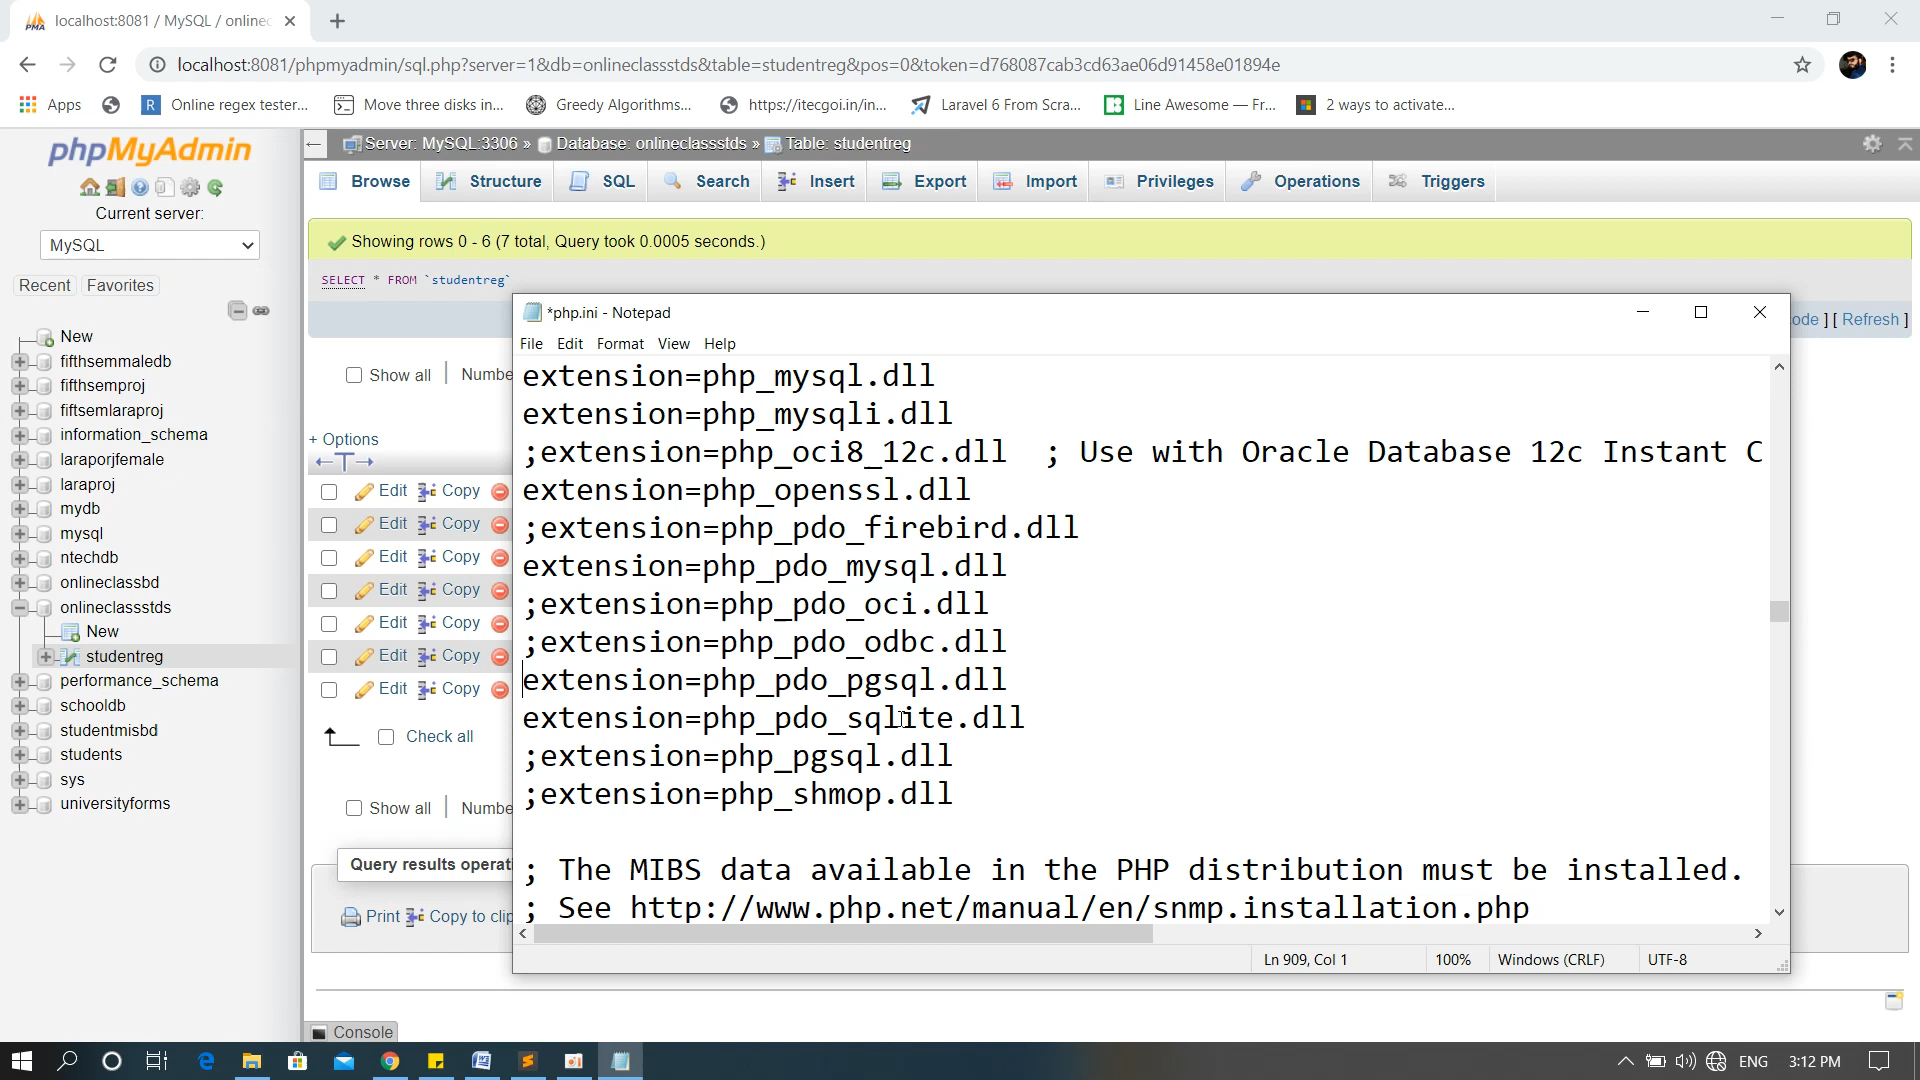 localhost:8081 / MySQL / onlinec
localhost:8081/phpmyadmin/sql.php?server=1&db=onlineclassstds&table=studentreg&pos=0&token=d768087cab3cd63ae06d91458e01894e
Apps
R Online regex tester...
Move three disks in...
Greedy Algorithms...
https://itecgoi.in/in...
Laravel 6 From Scra...
Line Awesome — Fr...
2 ways to activate...
phpMyAdmin
Current server:
MySQL
Recent Favorites
New
fifthsemmaledb
fifthsemproj
fiftsemlaraproj
information_schema
laraporjfemale
laraproj
mydb
mysql
ntechdb
onlineclassbd
onlineclassstds
New
studentreg
performance_schema
schooldb
studentmisbd
students
sys
universityforms
Server: MySQL:3306 » Database: onlineclassstds » Table: studentreg
Browse Structure SQL Search Insert Export Import Privileges Operations Triggers
Showing rows 0 - 6 (7 total, Query took 0.0005 seconds.)
SELECT * FROM `studentreg`
ode ] [ Refresh ]
Show all Numbe
+ Options
←T→
Edit Copy
Edit Copy
Edit Copy
Edit Copy
Edit Copy
Edit Copy
Edit Copy
Check all
Show all Numbe
Query results operati
Print Copy to clip
Console
*php.ini - Notepad
File Edit Format View Help
extension=php_mysql.dll
extension=php_mysqli.dll
;extension=php_oci8_12c.dll ; Use with Oracle Database 12c Instant C
extension=php_openssl.dll
;extension=php_pdo_firebird.dll
extension=php_pdo_mysql.dll
;extension=php_pdo_oci.dll
;extension=php_pdo_odbc.dll
extension=php_pdo_pgsql.dll
extension=php_pdo_sqlite.dll
;extension=php_pgsql.dll
;extension=php_shmop.dll
; The MIBS data available in the PHP distribution must be installed.
; See http://www.php.net/manual/en/snmp.installation.php
Ln 909, Col 1 100% Windows (CRLF) UTF-8
ENG 3:12 PM